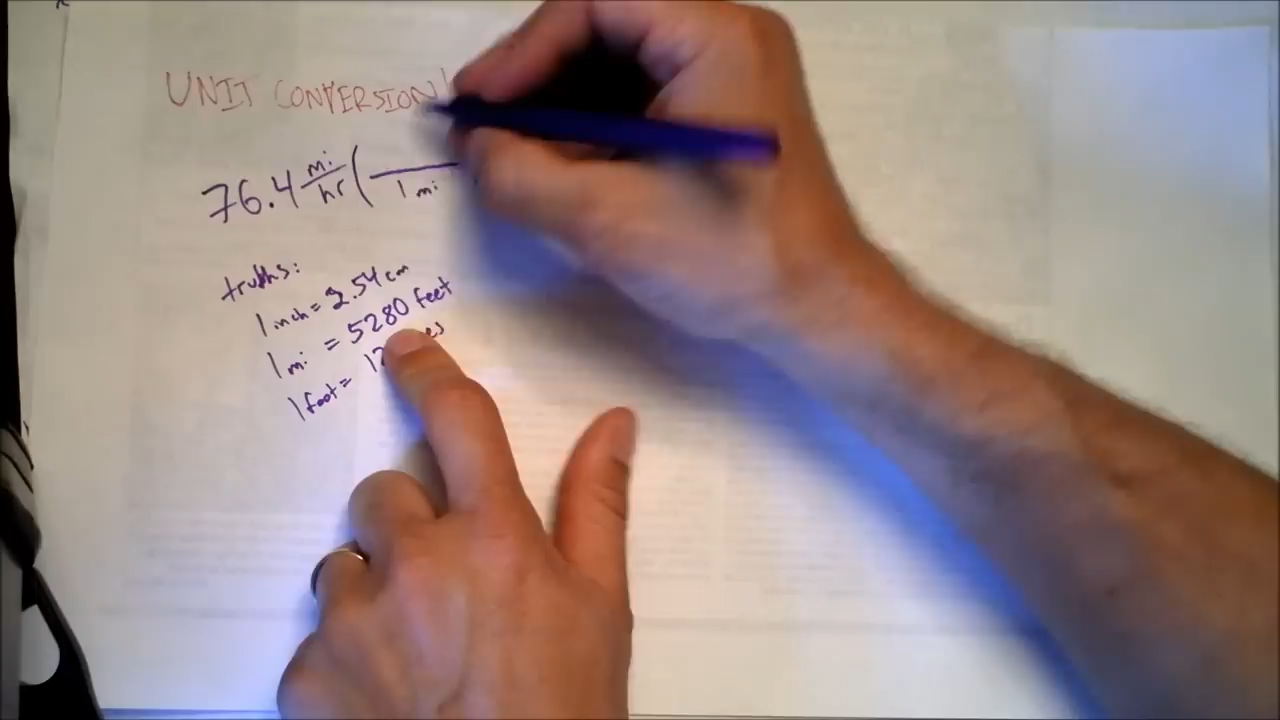 UNIT CONVERSION!
76.4 mi/hr ( /1 mi
truths:
1 inch = 2.54 cm
1 mi = 5280 feet
1 foot = 12